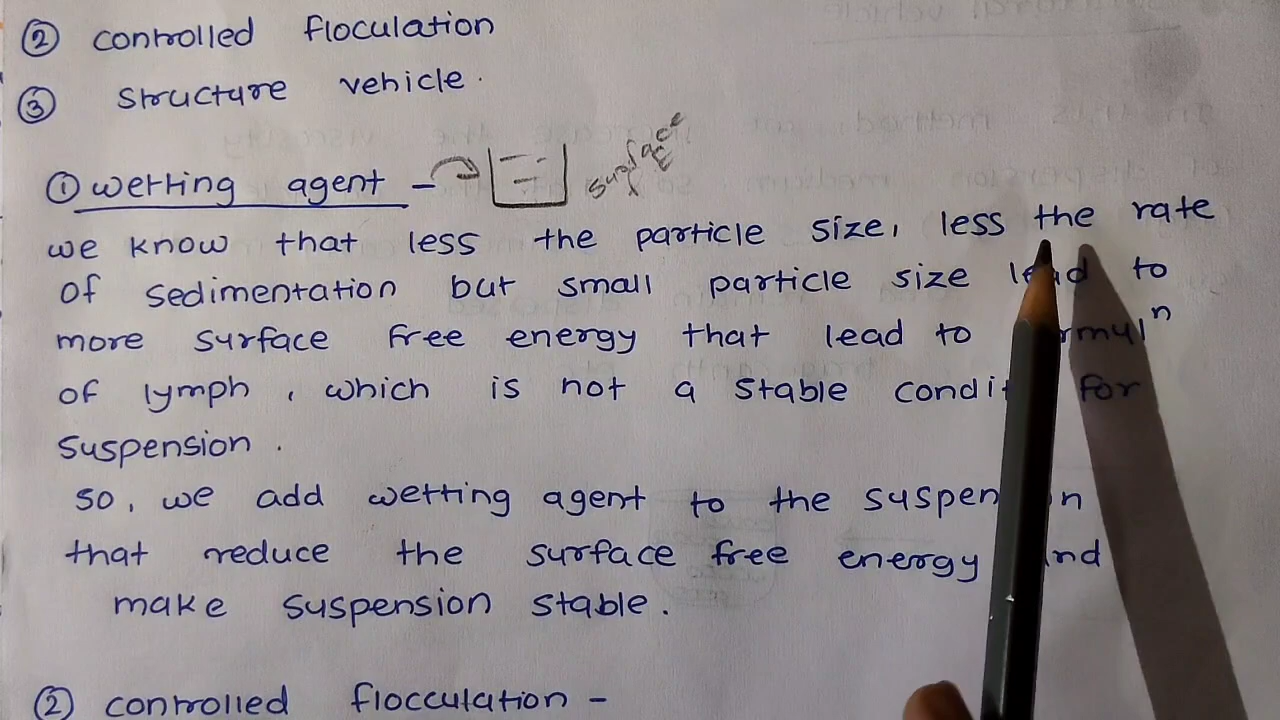 ② controlled floculation
③ structure vehicle.
① wetting agent - surface E
we know that less the particle size, less the rate
of sedimentation but small particle size lead to
more surface free energy that lead to
of lymph, which is not a stable condit for
suspension.
so, we add wetting agent to the
that reduce the surface free energy
make suspension stable.
② controlled flocculation -